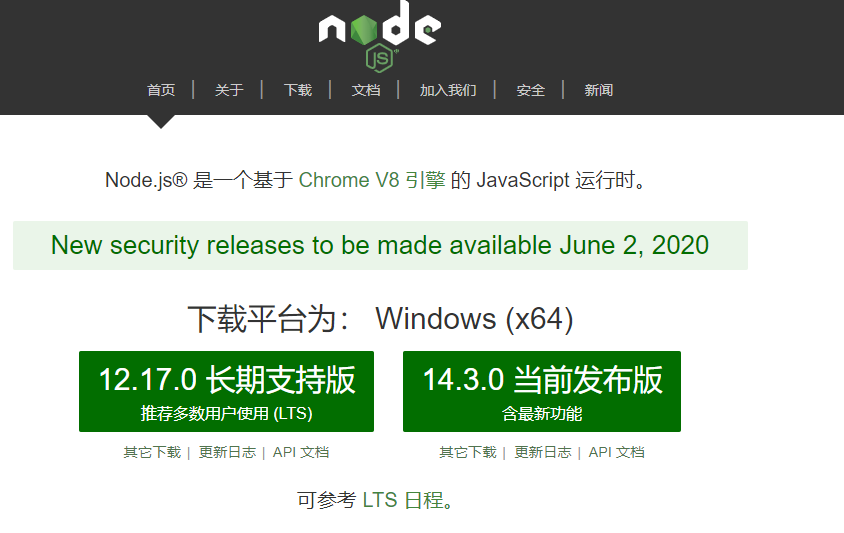 node
JS®
首页 | 关于 | 下载 | 文档 | 加入我们 | 安全 | 新闻
Node.js® 是一个基于 Chrome V8 引擎 的 JavaScript 运行时。
New security releases to be made available June 2, 2020
下载平台为： Windows (x64)
12.17.0 长期支持版
推荐多数用户使用 (LTS)
其它下载 | 更新日志 | API 文档
14.3.0 当前发布版
含最新功能
其它下载 | 更新日志 | API 文档
可参考 LTS 日程。